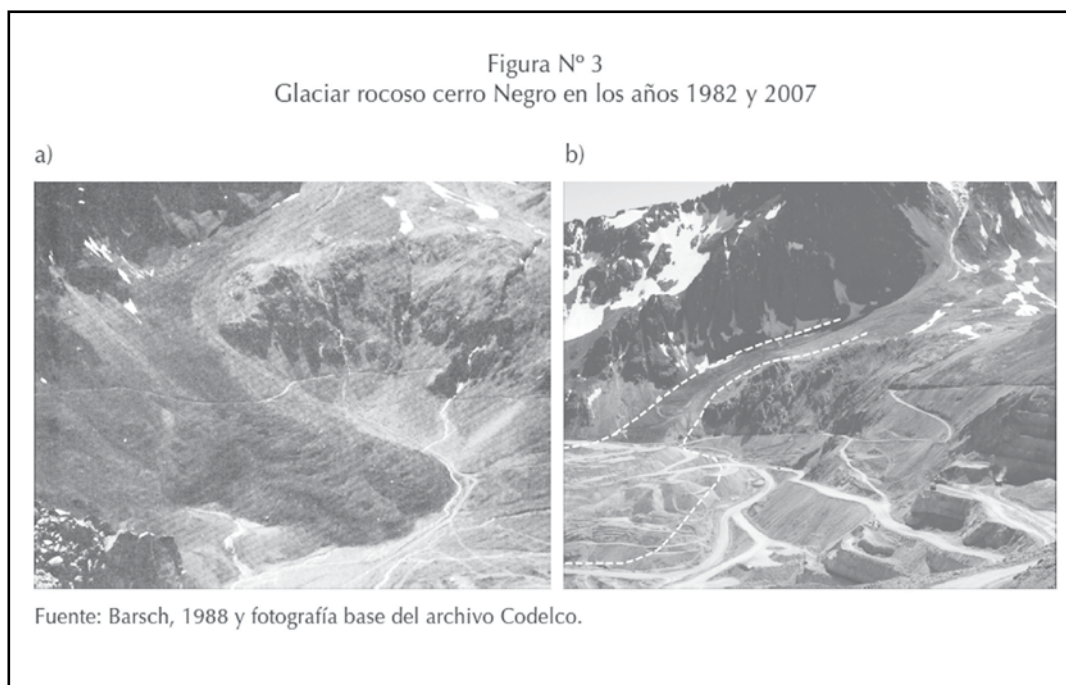 Figura Nº 3
Glaciar rocoso cerro Negro en los años 1982 y 2007
a)
b)
Fuente: Barsch, 1988 y fotografía base del archivo Codelco.